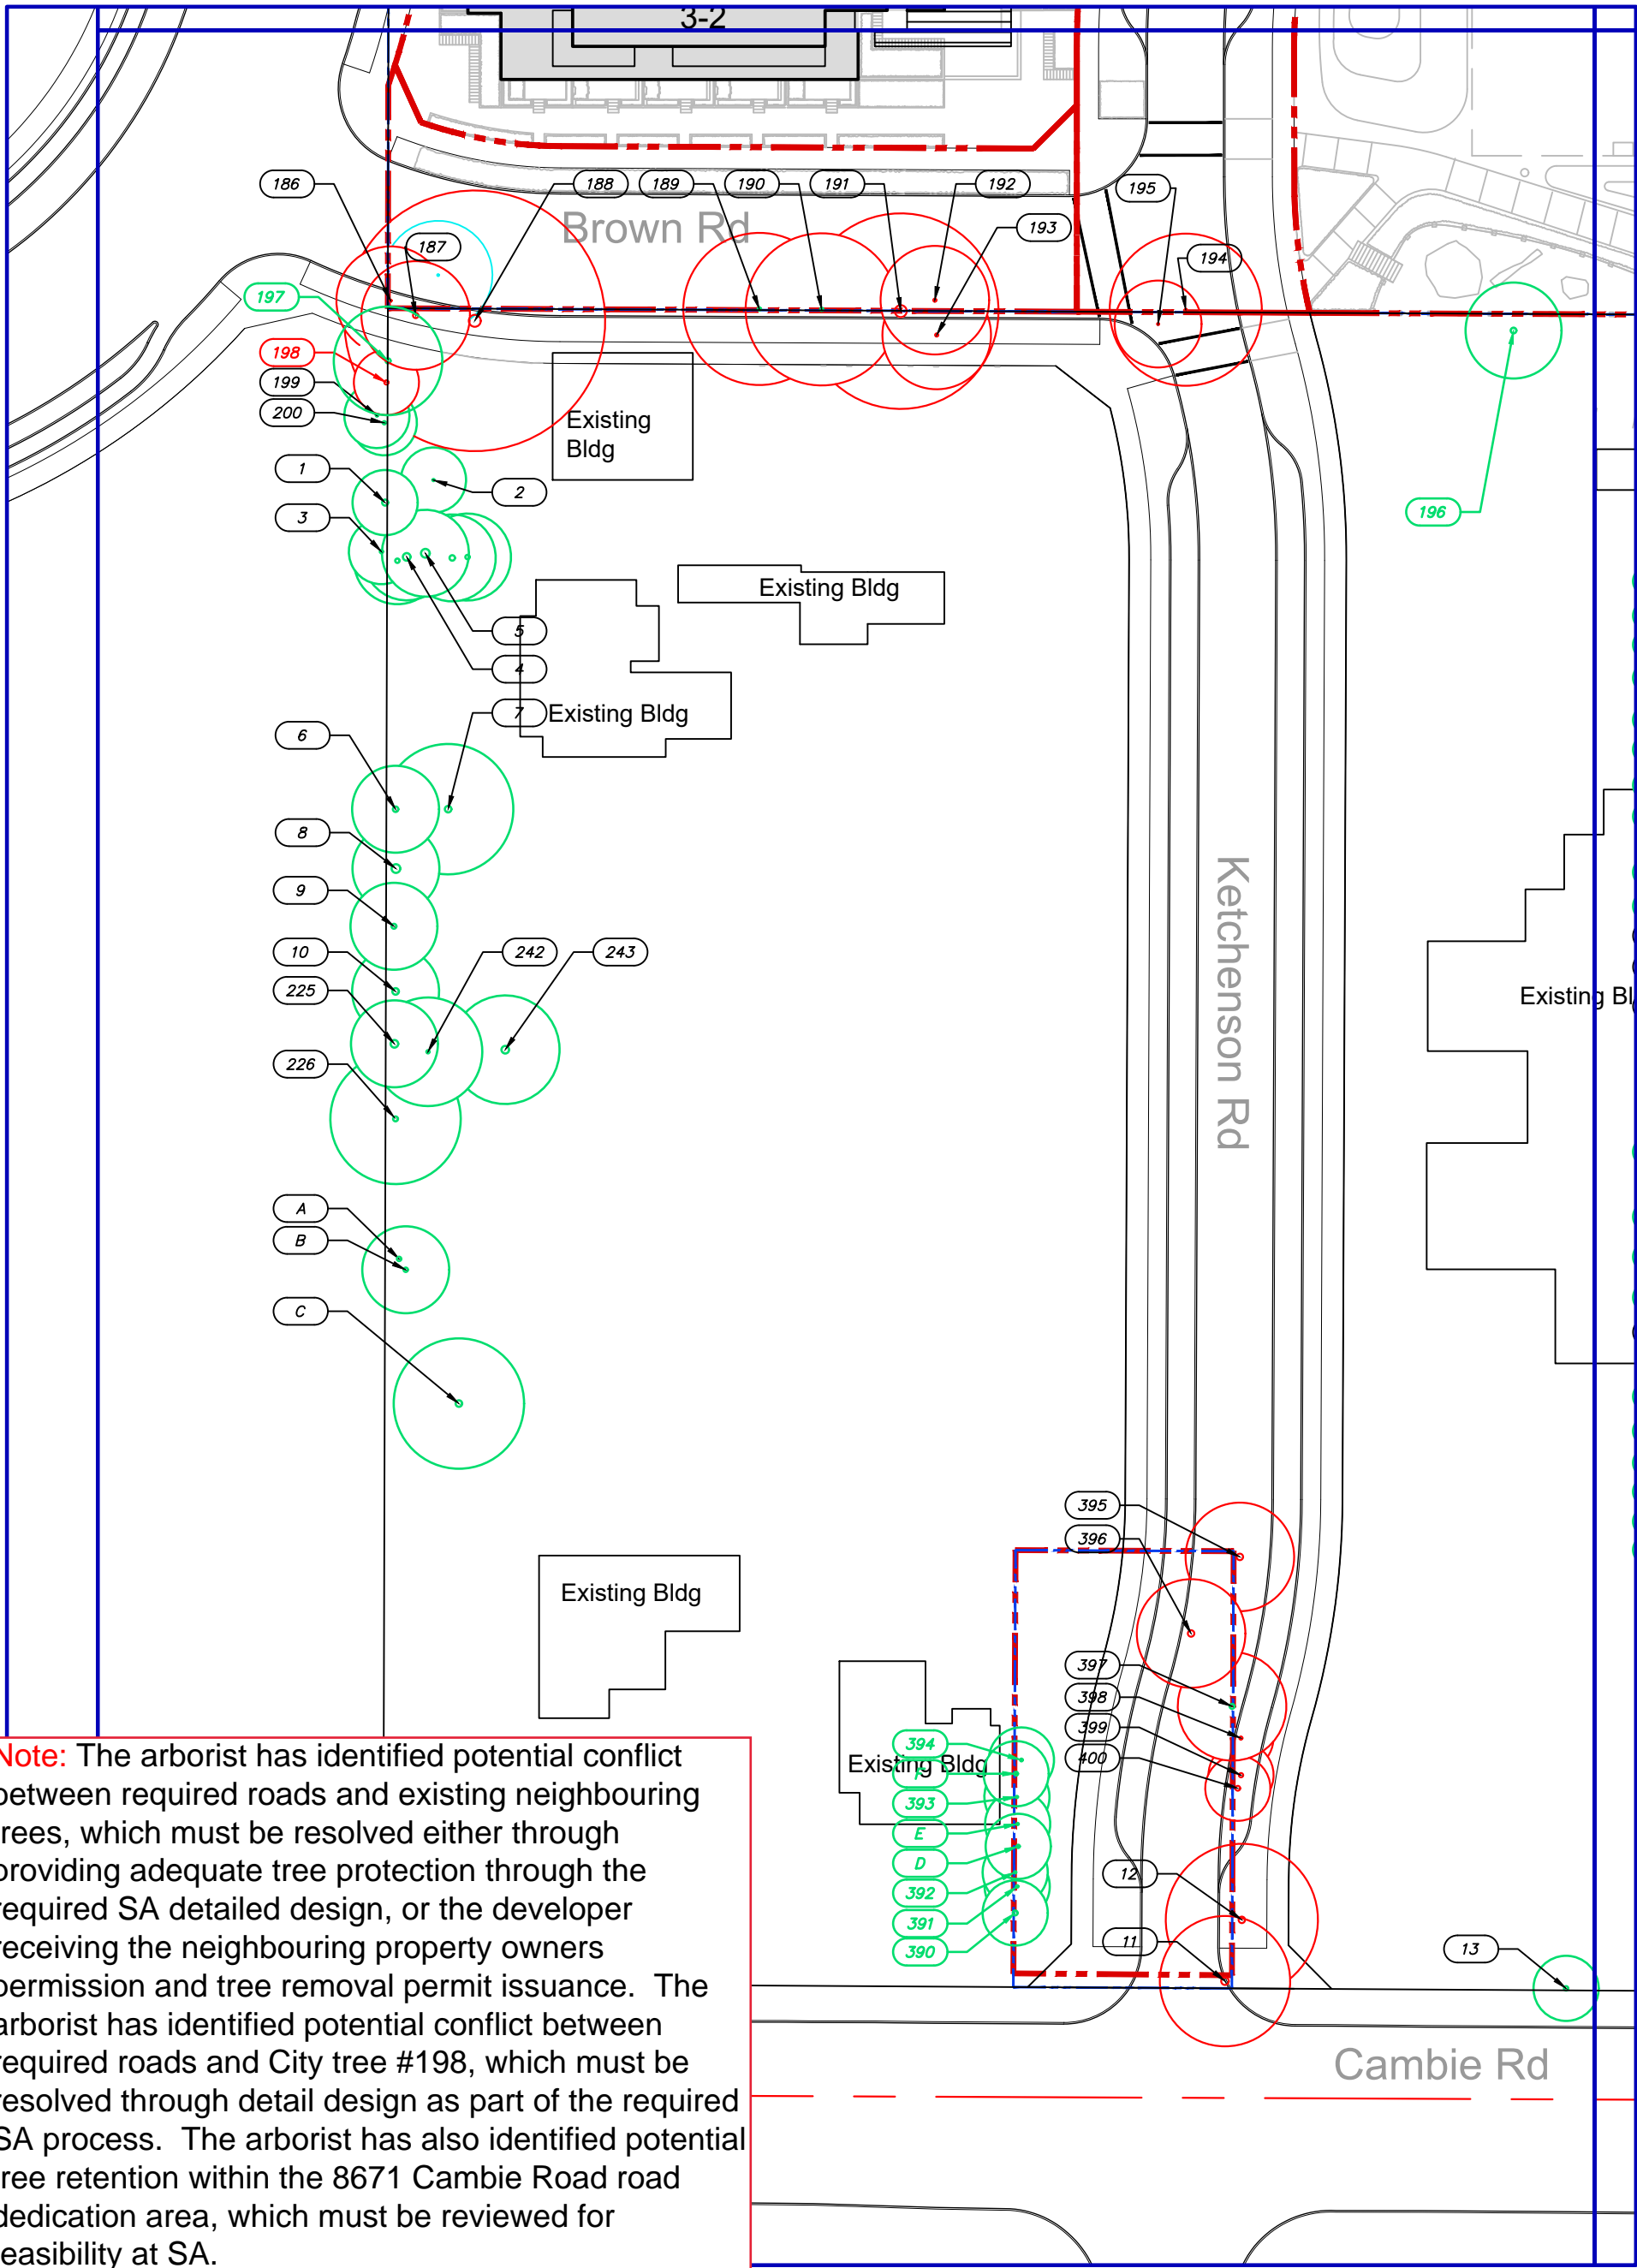 3-2
186
188
189
190
191
192
195
187
Brown Rd
193
194
197
198
199
200
Existing
Bldg
1
2
196
3
Existing Bldg
5
4
7
Existing Bldg
6
8
Ketchenson Rd
9
10
242
243
225
Existing Bl
226
A
B
C
395
396
Existing Bldg
397
398
399
400
394
Existing Bldg
F
393
E
D
392
391
390
12
11
13
Cambie Rd
Note: The arborist has identified potential conflict
between required roads and existing neighbouring
trees, which must be resolved either through
providing adequate tree protection through the
required SA detailed design, or the developer
receiving the neighbouring property owners
permission and tree removal permit issuance. The
arborist has identified potential conflict between
required roads and City tree #198, which must be
resolved through detail design as part of the required
SA process. The arborist has also identified potential
tree retention within the 8671 Cambie Road road
dedication area, which must be reviewed for
feasibility at SA.